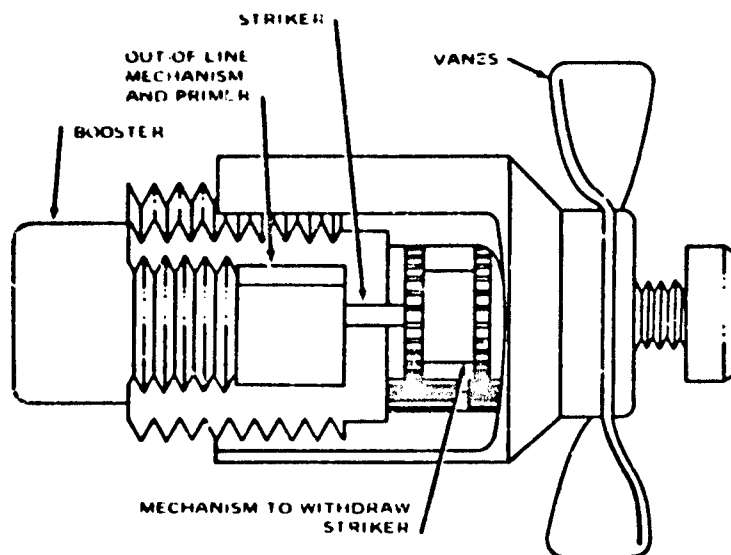 STRIKER
OUT-OF LINE
MECHANISM
AND PRIMER
VANES
BOOSTER
MECHANISM TO WITHDRAW
STRIKER